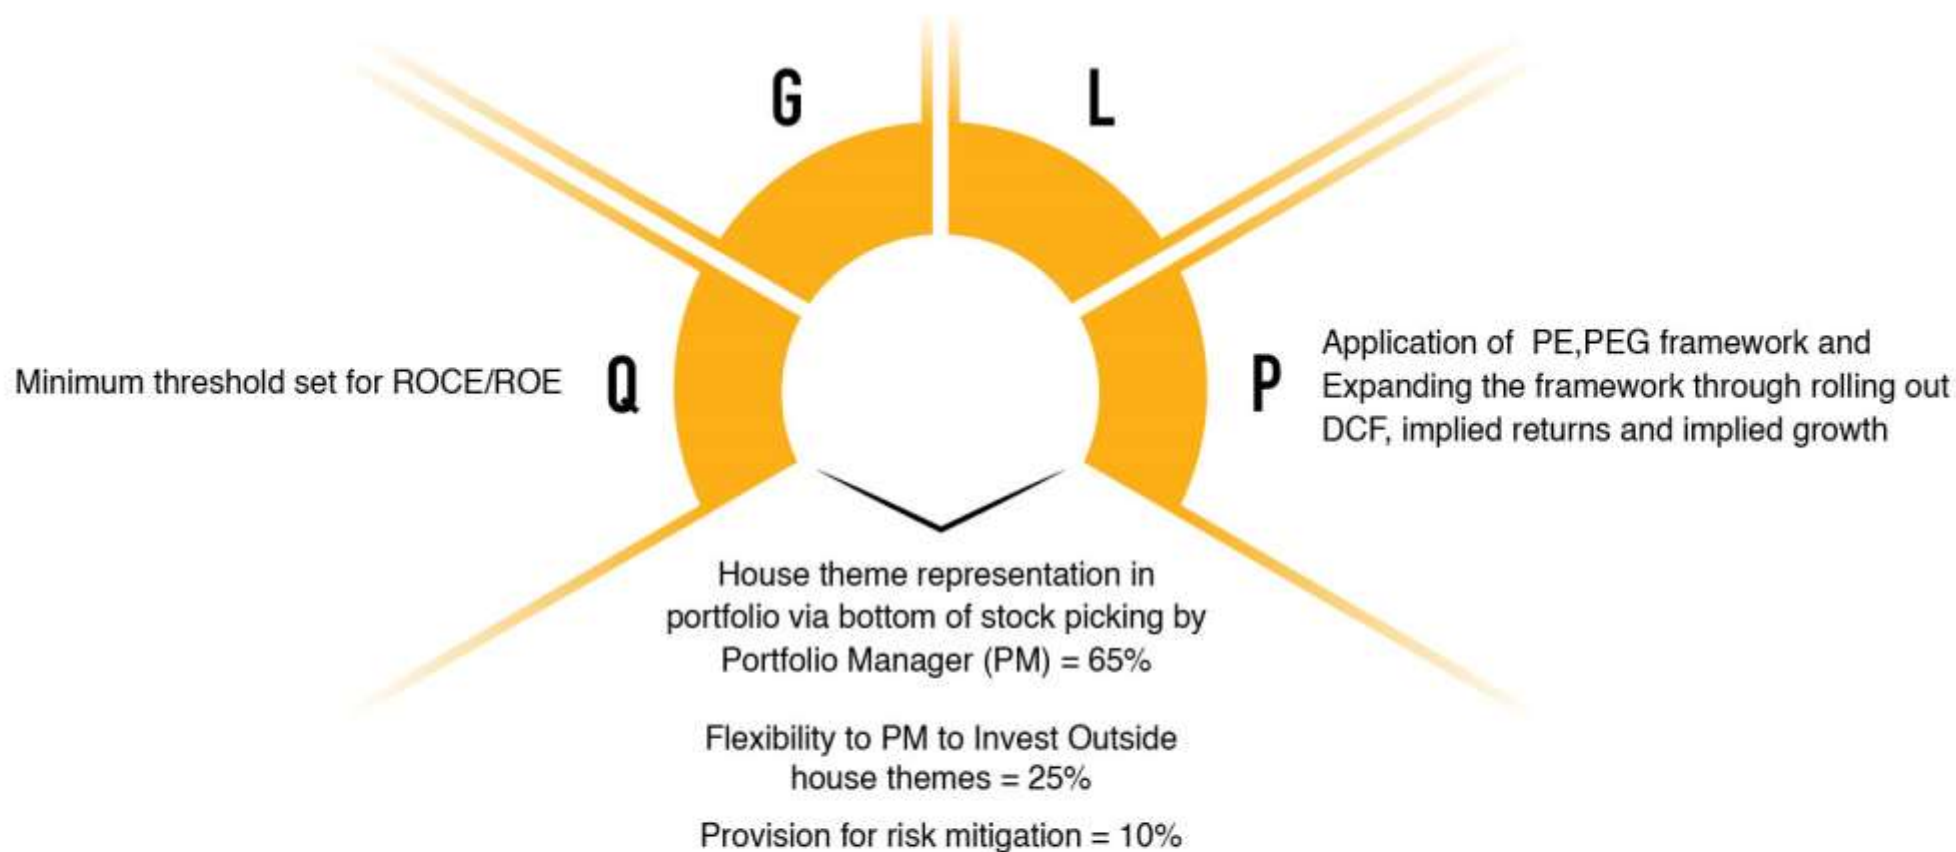 G
L
Minimum threshold set for ROCE/ROE
Q
P
Application of PE,PEG framework and
Expanding the framework through rolling out
DCF, implied returns and implied growth
House theme representation in
portfolio via bottom of stock picking by
Portfolio Manager (PM) = 65%
Flexibility to PM to Invest Outside
house themes = 25%
Provision for risk mitigation = 10%